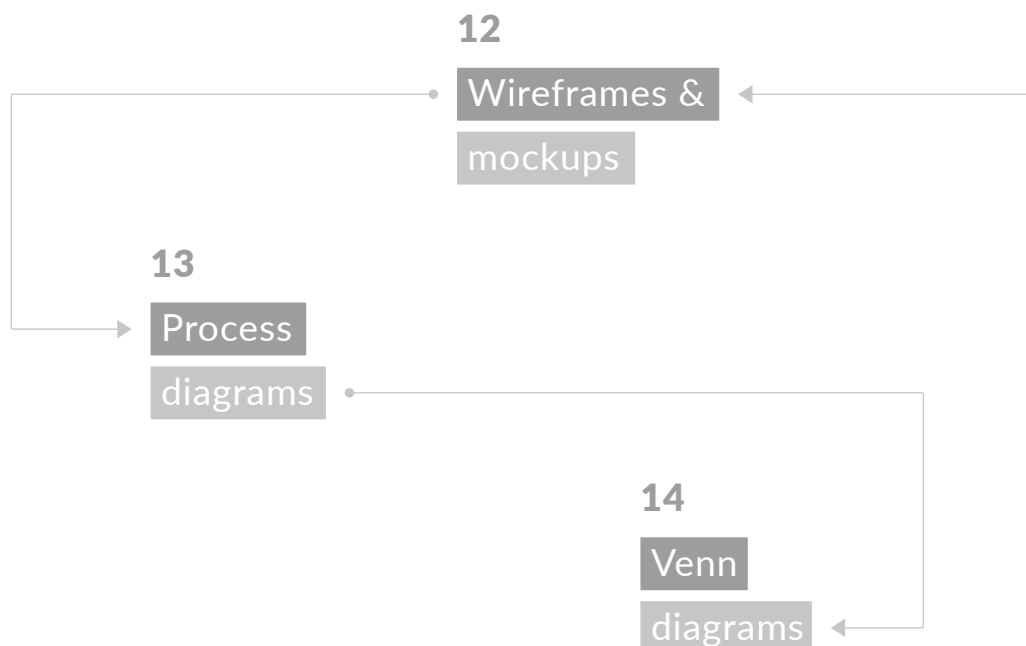 12
Wireframes &
mockups
13
Process
diagrams
14
Venn
diagrams